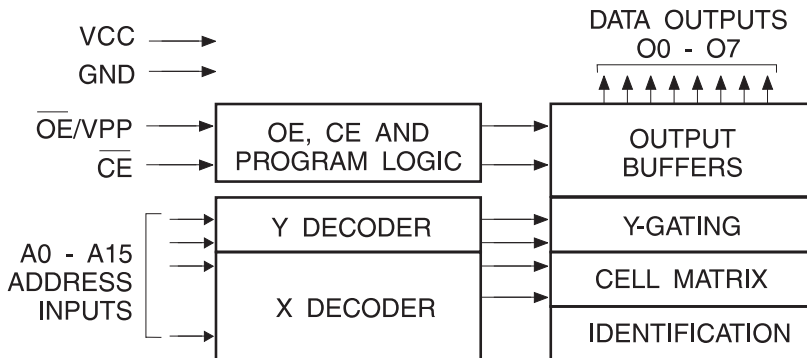 DATA OUTPUTS
O0 - O7
VCC
GND
OE/VPP
CE
OE, CE AND
PROGRAM LOGIC
OUTPUT
BUFFERS
A0 - A15
ADDRESS
INPUTS
Y DECODER
Y-GATING
X DECODER
CELL MATRIX
IDENTIFICATION